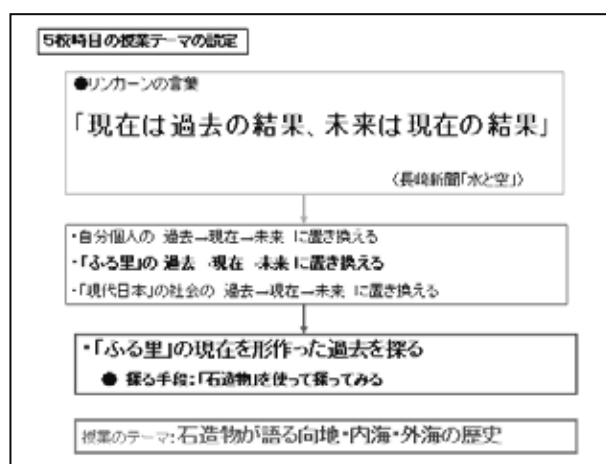 5校時目の授業テーマの設定
●リンカーンの言葉
「現在は過去の結果、未来は現在の結果」
〈長崎新聞「水と空」〉
・自分個人の 過去→現在→未来 に置き換える
・「ふる里」の 過去 現在 未来 に置き換える
・「現代日本」の社会の 過去→現在→未来 に置き換える
・「ふる里」の現在を形作った過去を探る
● 探る手段:「石造物」を使って探ってみる
授業のテーマ:石造物が語る向地・内海・外海の歴史